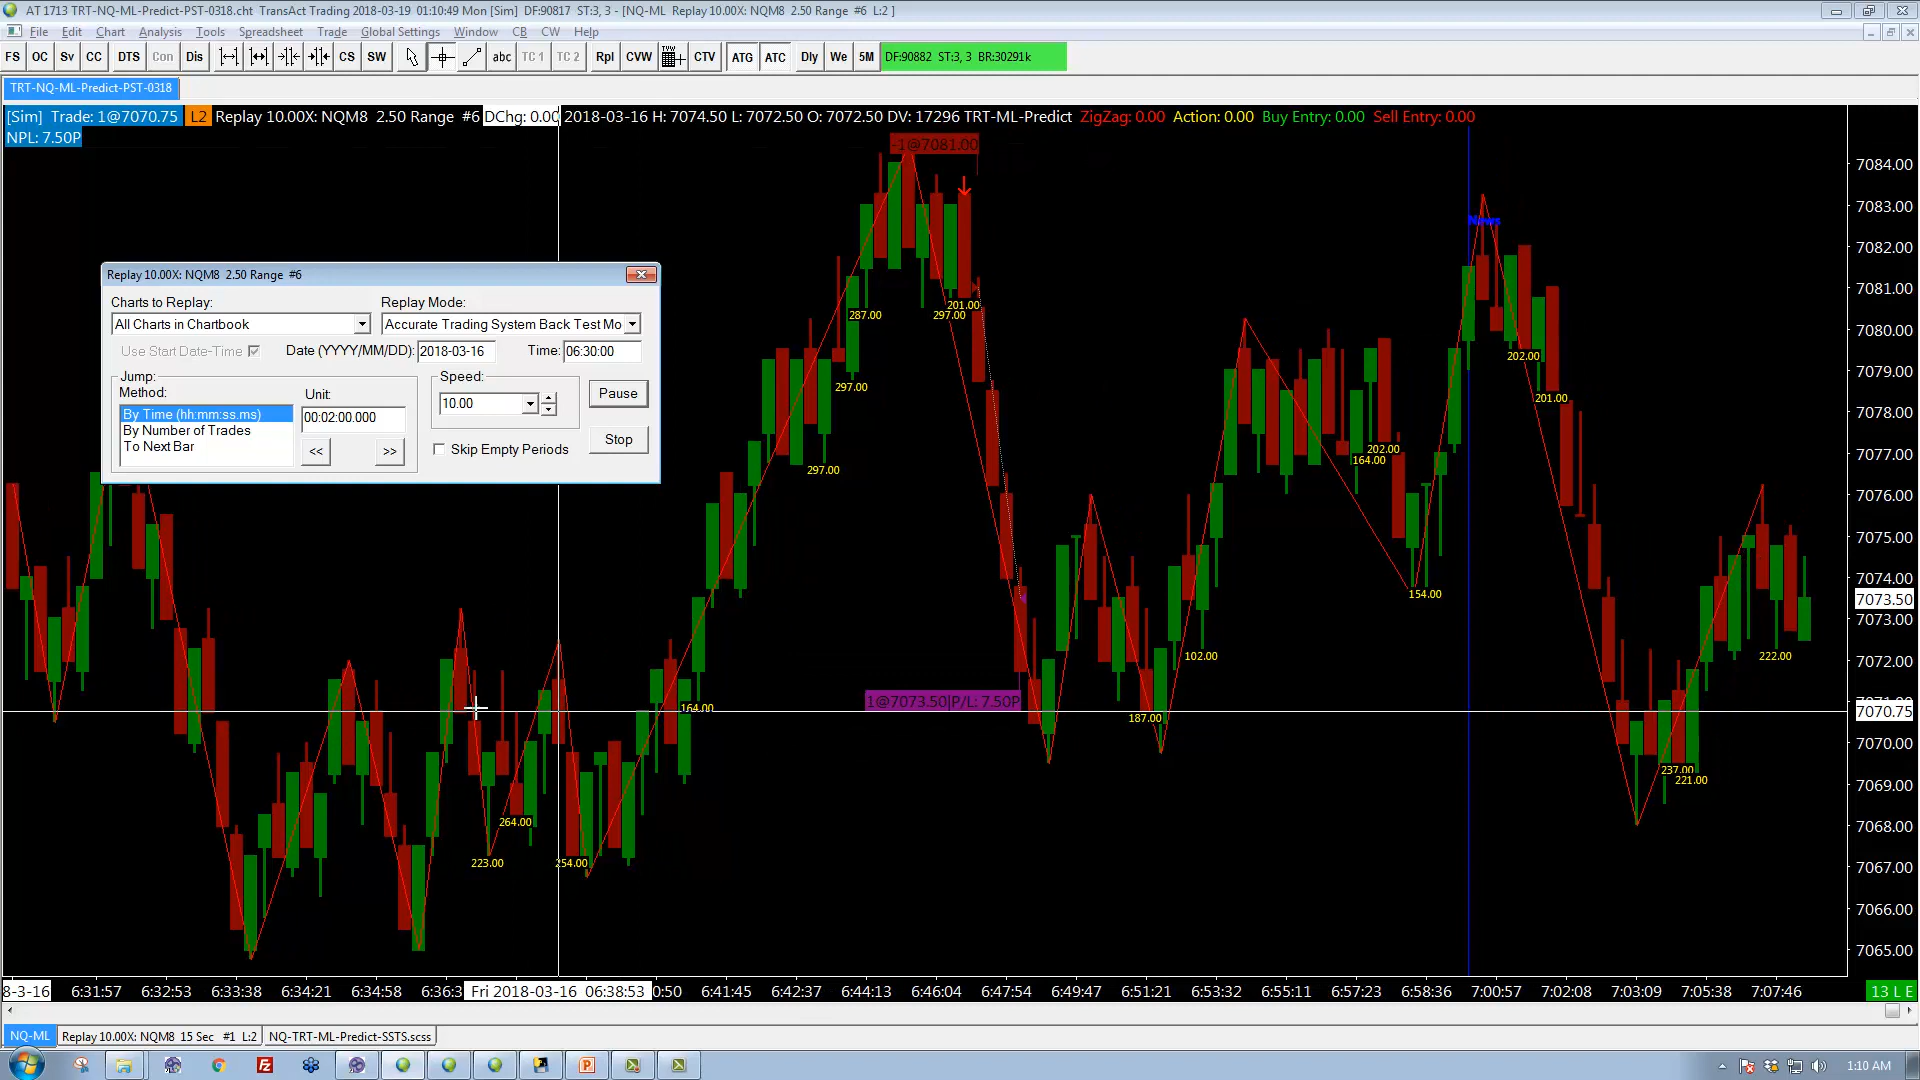 AT 1713 TRT-NQ-ML-Predict-PST-0318.cht  TransAct Trading 2018-03-19  01:10:49 Mon [Sim]  DF:90817  ST:3, 3 - [NQ-ML   Replay 10.00X: NQM8  2.50 Range  #6  L:2 ]
File Edit Chart Analysis Tools Spreadsheet Trade Global Settings Window CB CW Help
FS OC Sv CC DTS Con Dis CS SW abc TC 1 TC 2 Rpl CVW TVW CTV ATG ATC Dly We 5M DF:90882  ST:3, 3  BR:30291k
TRT-NQ-ML-Predict-PST-0318
[Sim]  Trade: 1@7070.75 L2 Replay 10.00X: NQM8  2.50 Range  #6 DChg: 0.00 2018-03-16 H: 7074.50 L: 7072.50 O: 7072.50 DV: 17296 TRT-ML-Predict ZigZag: 0.00 Action: 0.00 Buy Entry: 0.00 Sell Entry: 0.00
NPL: 7.50P
-1@7081.00
7084.00
7083.00
News
7082.00
Replay 10.00X: NQM8  2.50 Range  #6
7081.00
Charts to Replay: Replay Mode:
201.00
287.00 297.00
All Charts in Chartbook Accurate Trading System Back Test Mo
7080.00
Use Start Date-Time Date (YYYY/MM/DD): 2018-03-16 Time: 06:30:00
202.00
7079.00
Jump: Speed:
297.00
Method: Unit: Pause
201.00
10.00
By Time (hh:mm:ss.ms) 00:02:00.000
7078.00
By Number of Trades
Stop
To Next Bar << >> Skip Empty Periods
202.00
7077.00
164.00
297.00
7076.00
7075.00
7074.00
154.00
7073.50
7073.00
102.00 222.00
7072.00
1@7073.50|P/L: 7.50P
164.00
7070.75
187.00
7070.00
237.00
221.00
7069.00
264.00
7068.00
223.00 254.00
7067.00
7066.00
7065.00
8-3-16 6:31:57 6:32:53 6:33:38 6:34:21 6:34:58 6:36:3 Fri 2018-03-16  06:38:53 0:50 6:41:45 6:42:37 6:44:13 6:46:04 6:47:54 6:49:47 6:51:21 6:53:32 6:55:11 6:57:23 6:58:36 7:00:57 7:02:08 7:03:09 7:05:38 7:07:46 13 L E
NQ-ML Replay 10.00X: NQM8  15 Sec   #1  L:2 NQ-TRT-ML-Predict-SSTS.scss
1:10 AM